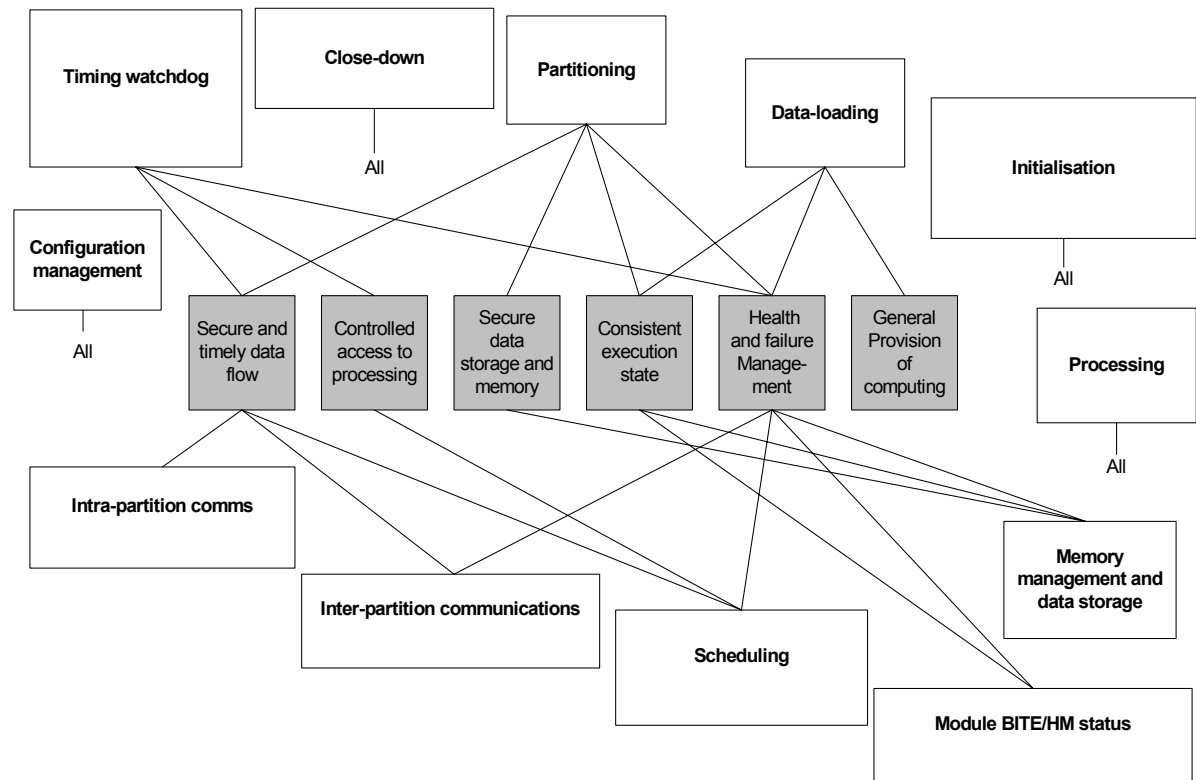 Timing watchdog
Close-down
Partitioning
Data-loading
Initialisation
All
All
Configuration
management
All
Secure and
timely data
flow
Controlled
access to
processing
Secure
data
storage and
memory
Consistent
execution
state
Health
and failure
Manage-
ment
General
Provision
of
computing
Processing
All
Intra-partition comms
Inter-partition communications
Scheduling
Memory
management and
data storage
Module BITE/HM status